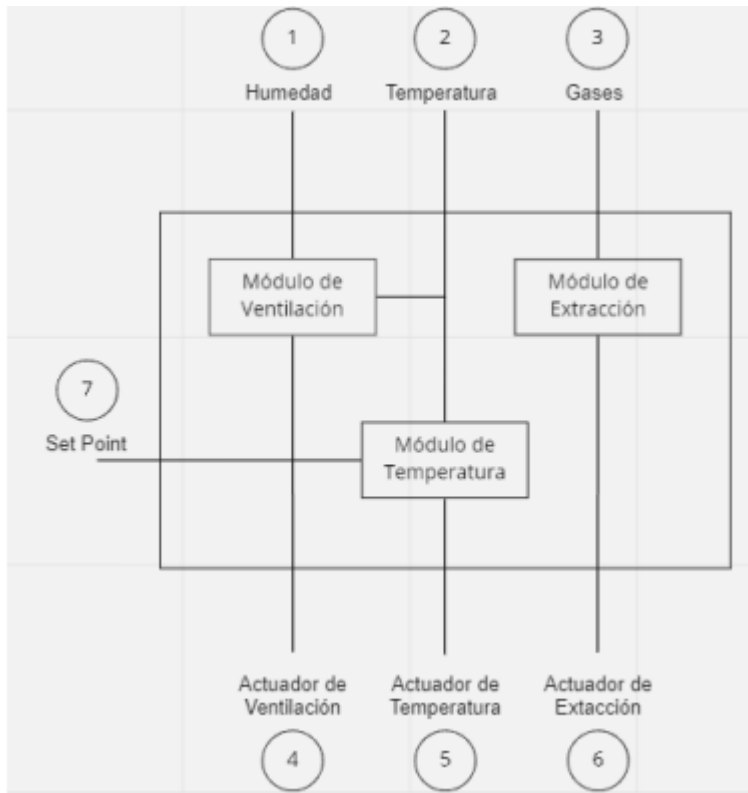 1
2
3
Humedad
Temperatura
Gases
Módulo de
Ventilación
Módulo de
Extracción
7
Set Point
Módulo de
Temperatura
Actuador de
Ventilación
Actuador de
Temperatura
Actuador de
Extacción
4
5
6